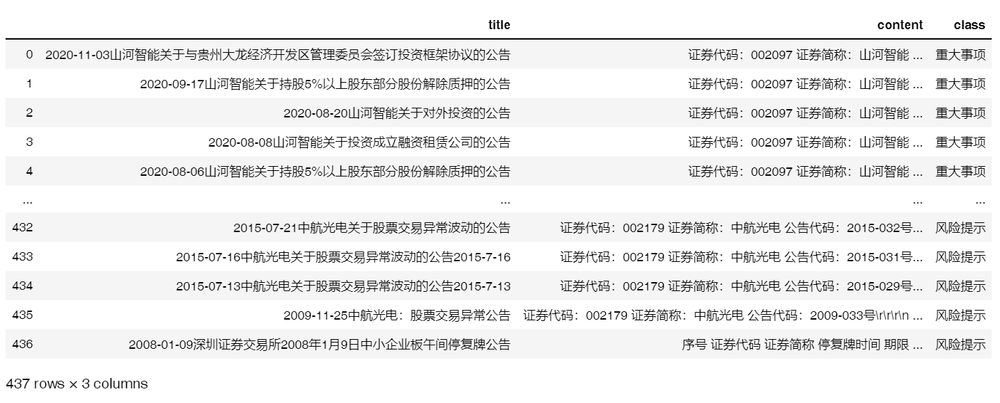 title content class
0 2020-11-03山河智能关于与贵州大龙经济开发区管理委员会签订投资框架协议的公告 证券代码：002097 证券简称：山河智能 ... 重大事项
1 2020-09-17山河智能关于持股5%以上股东部分股份解除质押的公告 证券代码：002097 证券简称：山河智能 ... 重大事项
2 2020-08-20山河智能关于对外投资的公告 证券代码：002097 证券简称：山河智能 ... 重大事项
3 2020-08-08山河智能关于投资成立融资租赁公司的公告 证券代码：002097 证券简称：山河智能 ... 重大事项
4 2020-08-06山河智能关于持股5%以上股东部分股份解除质押的公告 证券代码：002097 证券简称：山河智能 ... 重大事项
... ... ... ...
432 2015-07-21中航光电关于股票交易异常波动的公告 证券代码：002179 证券简称：中航光电 公告代码：2015-032号... 风险提示
433 2015-07-16中航光电关于股票交易异常波动的公告2015-7-16 证券代码：002179 证券简称：中航光电 公告代码：2015-031号... 风险提示
434 2015-07-13中航光电关于股票交易异常波动的公告2015-7-13 证券代码：002179 证券简称：中航光电 公告代码：2015-029号... 风险提示
435 2009-11-25中航光电：股票交易异常公告 证券代码：002179 证券简称：中航光电 公告代码：2009-033号\r\r\r\n ... 风险提示
436 2008-01-09深圳证券交易所2008年1月9日中小企业板午间停复牌公告 序号 证券代码 证券简称 停复牌时间 期限 ... 风险提示
437 rows × 3 columns